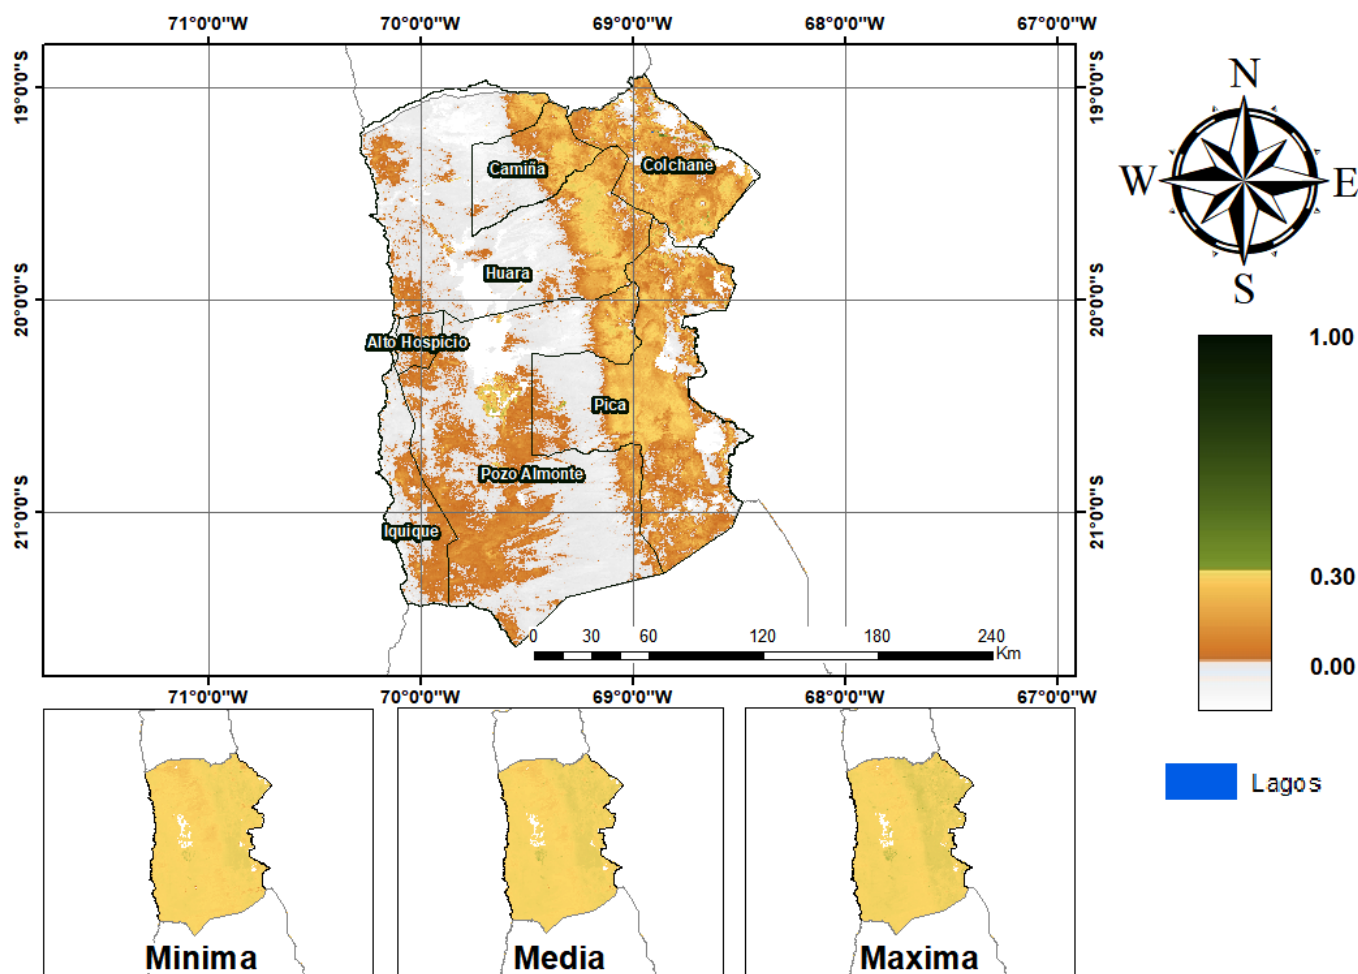 71°0'0"W 70°0'0"W 69°0'0"W 68°0'0"W 67°0'0"W
19°0'0"S 19°0'0"S
20°0'0"S 20°0'0"S
21°0'0"S 21°0'0"S
Camiña
Colchane
Huara
Alto Hospicio
Pica
Pozo Almonte
Iquique
0 30 60 120 180 240
Km
71°0'0"W 70°0'0"W 69°0'0"W 68°0'0"W 67°0'0"W
N
W E
S
1.00
0.30
0.00
Lagos
Minima Media Maxima